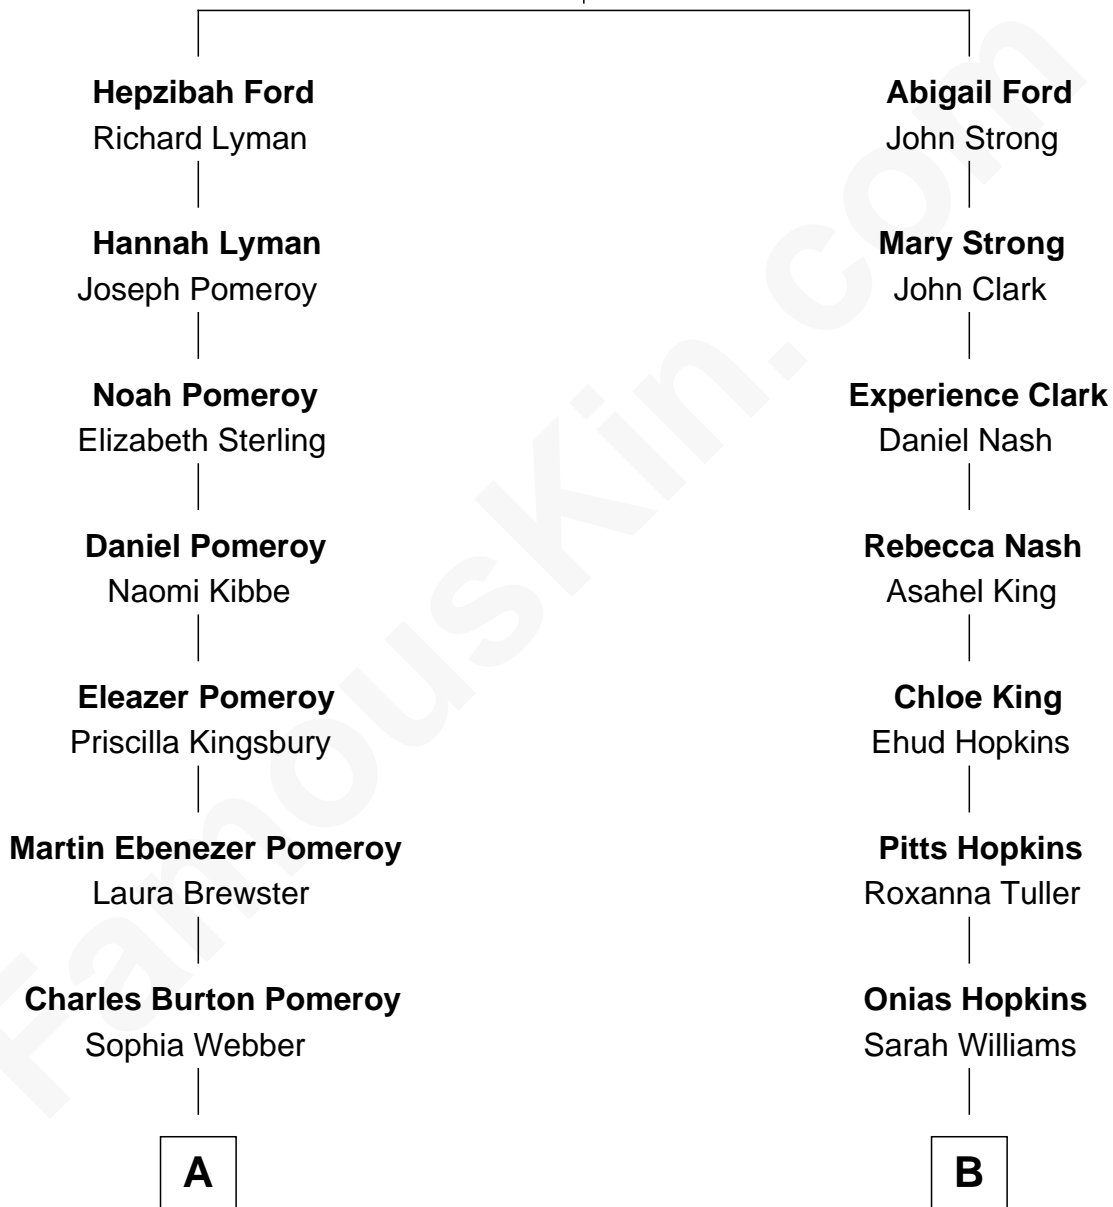 Hepzibah Ford
Richard Lyman
Hannah Lyman
Joseph Pomeroy
Noah Pomeroy
Elizabeth Sterling
Daniel Pomeroy
Naomi Kibbe
Eleazer Pomeroy
Priscilla Kingsbury
Martin Ebenezer Pomeroy
Laura Brewster
Charles Burton Pomeroy
Sophia Webber
A
Abigail Ford
John Strong
Mary Strong
John Clark
Experience Clark
Daniel Nash
Rebecca Nash
Asahel King
Chloe King
Ehud Hopkins
Pitts Hopkins
Roxanna Tuller
Onias Hopkins
Sarah Williams
B
FamousKin.com